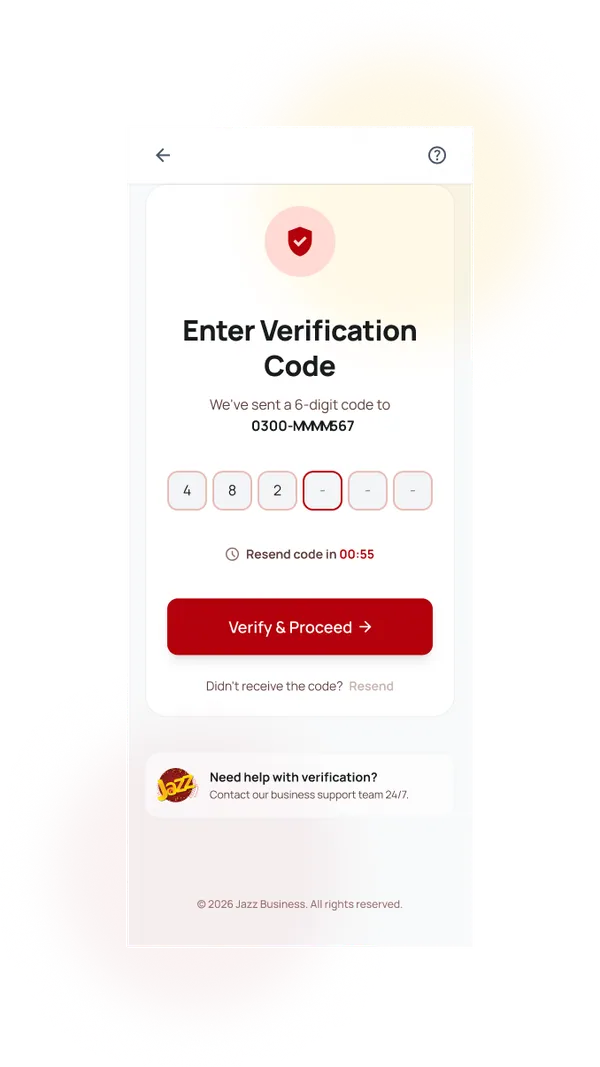 Enter Verification
Code
We've sent a 6-digit code to
0300-MMMM567
4 8 2 - - -
Resend code in 00:55
Verify & Proceed →
Didn't receive the code? Resend
Jazz
Need help with verification?
Contact our business support team 24/7.
© 2026 Jazz Business. All rights reserved.